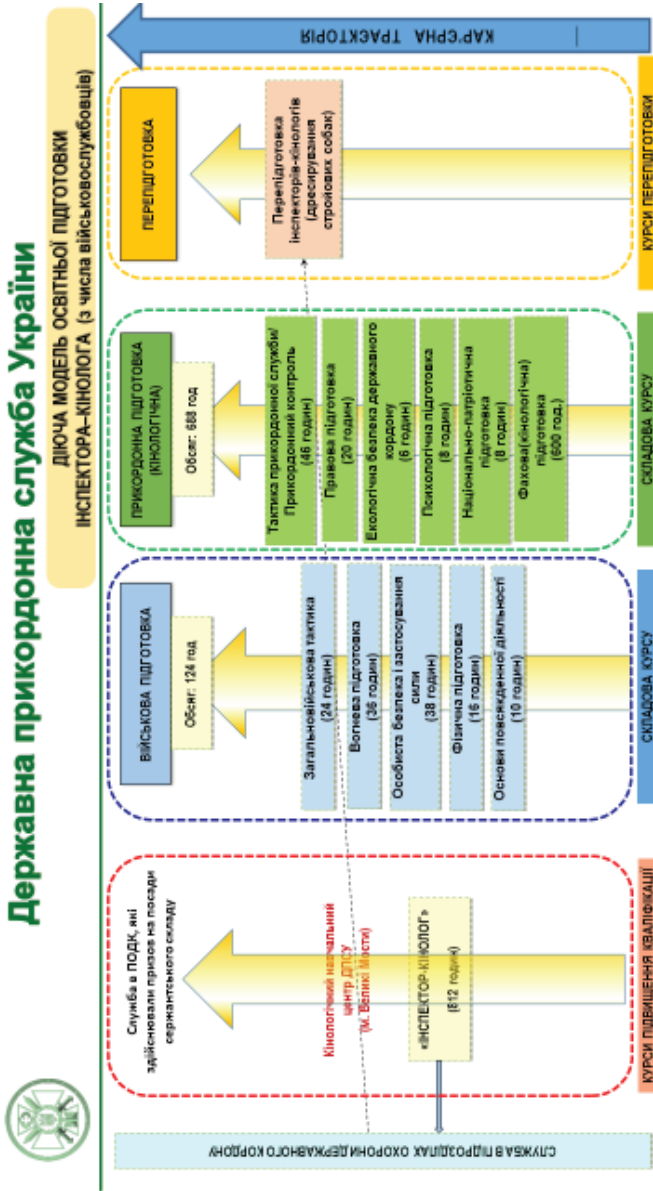 Державна прикордонна служба України
ДІЮЧА МОДЕЛЬ ОСВІТНЬОЇ ПІДГОТОВКИ
ІНСПЕКТОРА-КІНОЛОГА (з числа військовослужбовців)
СЛУЖБА В ПІДРОЗДІЛАХ ОХОРОНИ ДЕРЖАВНОГО КОРДОНУ
Служба в ПОДК, які
здійснювали призов на посади
сержантського складу
Кінологічний навчальний
центр ДПСУ
(м. Великі Мости)
«ІНСПЕКТОР-КІНОЛОГ»
(812 годин)
КУРСИ ПІДВИЩЕННЯ КВАЛІФІКАЦІЇ
ВІЙСЬКОВА ПІДГОТОВКА
Обсяг: 124 год
Загальновійськова тактика
(24 годин)
Вогнева підготовка
(36 годин)
Особиста безпека і застосування
сили
(38 годин)
Фізична підготовка
(16 годин)
Основи повсякденної діяльності
(10 годин)
СКЛАДОВА КУРСУ
ПРИКОРДОННА ПІДГОТОВКА
(КІНОЛОГІЧНА)
Обсяг: 688 год
Тактика прикордонної служби/
Прикордонний контроль
(46 годин)
Правова підготовка
(20 годин)
Екологічна безпека державного
кордону
(6 годин)
Психологічна підготовка
(8 годин)
Національно-патріотична
підготовка
(8 годин)
Фахова(кінологічна)
підготовка
(600 год.)
СКЛАДОВА КУРСУ
ПЕРЕПІДГОТОВКА
Перепідготовка
інспекторів-кінологів
(дресирування
стройових собак)
КУРСИ ПЕРЕПІДГОТОВКИ
КАР'ЄРНА ТРАЄКТОРІЯ